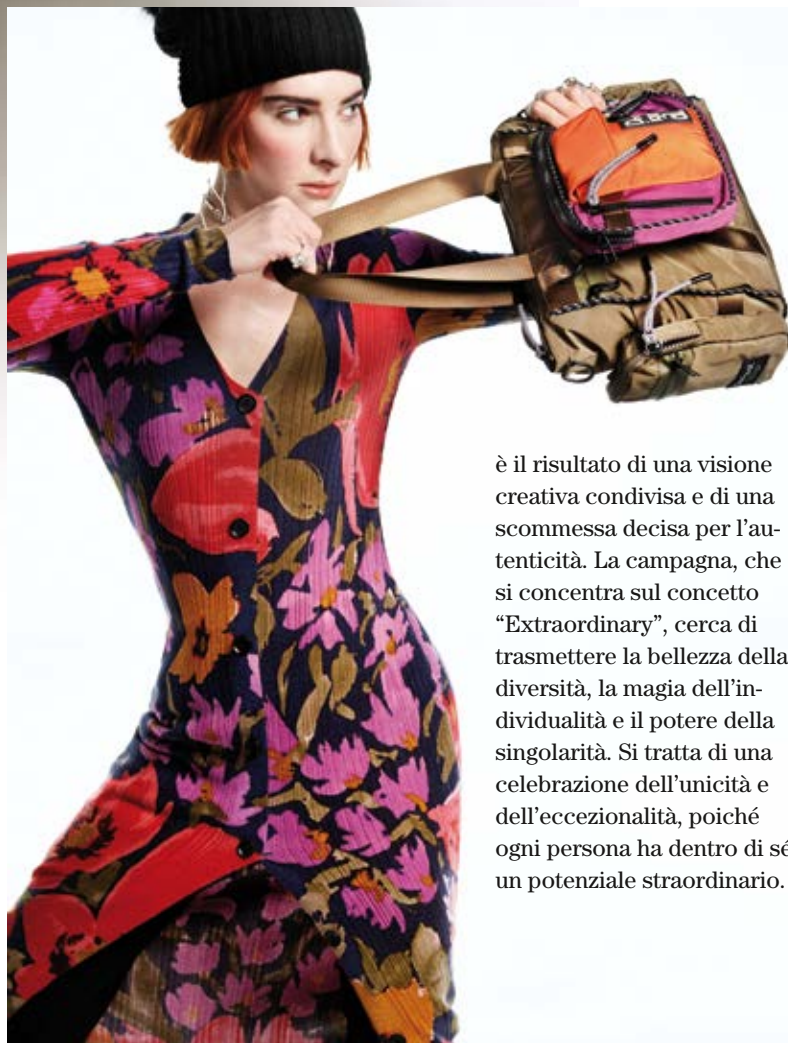 è il risultato di una visione
creativa condivisa e di una
scommessa decisa per l’au-
tenticità. La campagna, che
si concentra sul concetto
“Extraordinary”, cerca di
trasmettere la bellezza della
diversità, la magia dell’in-
dividualità e il potere della
singolarità. Si tratta di una
celebrazione dell’unicità e
dell’eccezionalità, poiché
ogni persona ha dentro di sé
un potenziale straordinario.